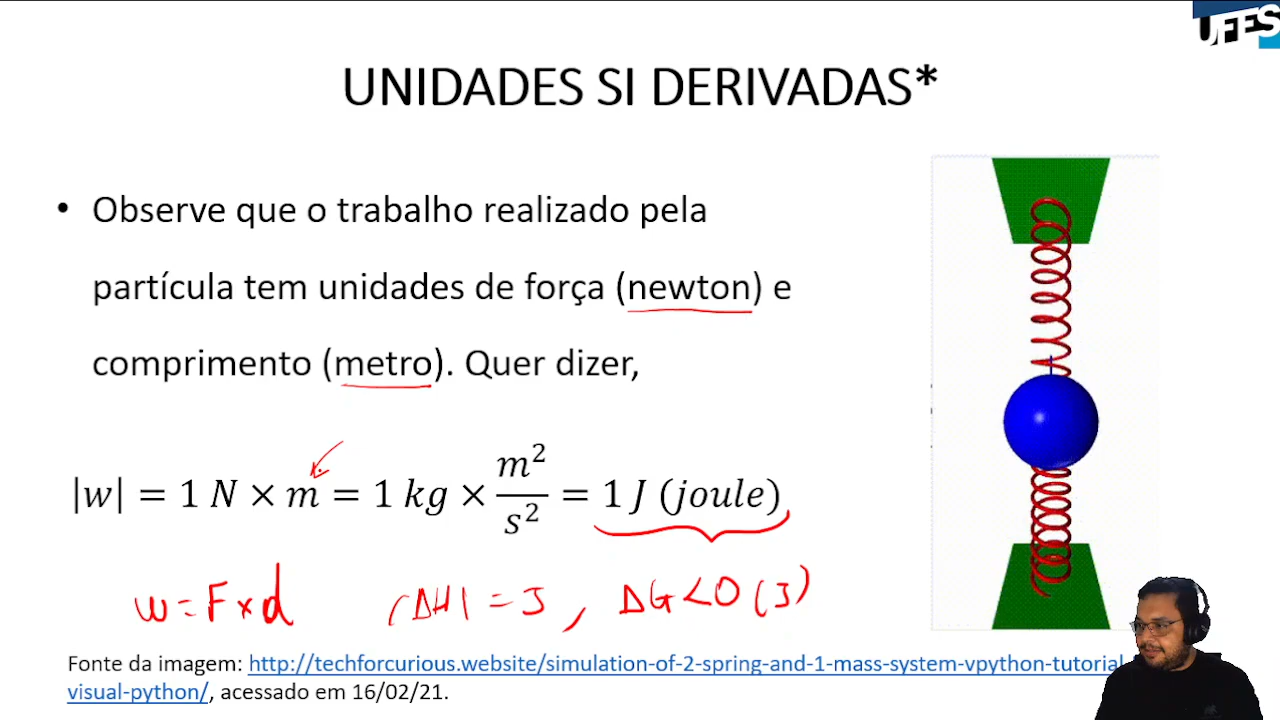 UFES
UNIDADES SI DERIVADAS*
• Observe que o trabalho realizado pela
partícula tem unidades de força (newton) e
comprimento (metro). Quer dizer,
|w| = 1 N × m = 1 kg × m²/s² = 1 J (joule)
w = F × d |ΔH| = J , ΔG < 0 (J)
Fonte da imagem: http://techforcurious.website/simulation-of-2-spring-and-1-mass-system-vpython-tutorial-
visual-python/, acessado em 16/02/21.